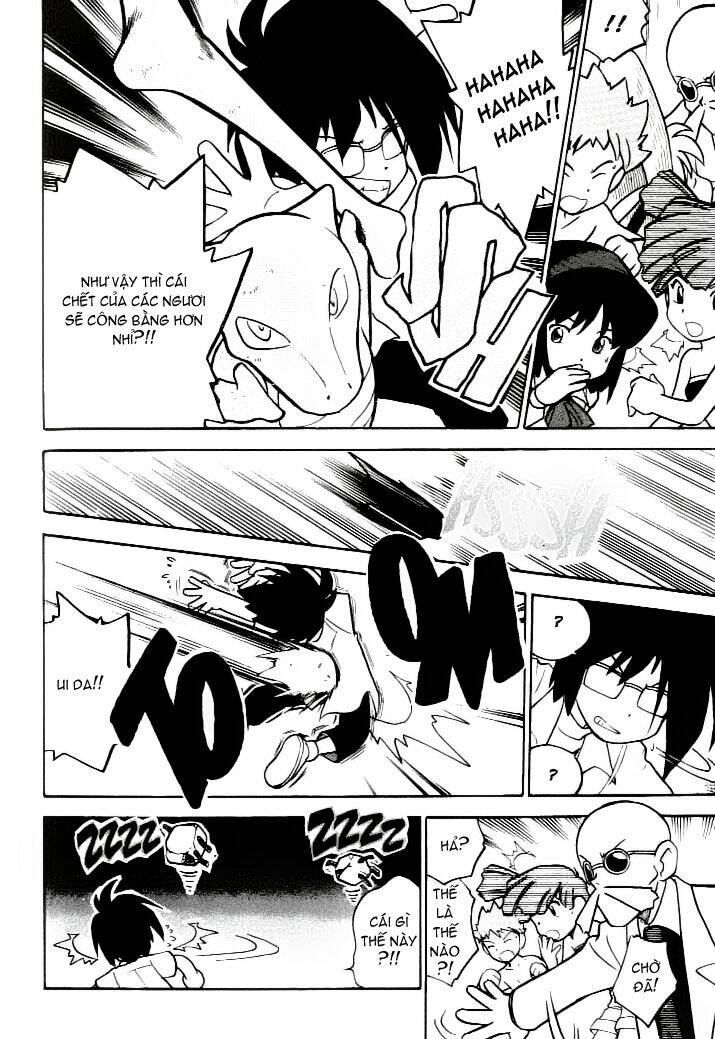 !!
HAHAHA
HAHAHA
HAHA!!
SSH
NHƯ VẬY THÌ CÁI
CHẾT CỦA CÁC NGƯƠI
SẼ CÔNG BẰNG HƠN
NHỈ?!!
?
?
UI DA!!
HẢ?
THẾ
LÀ
THẾ
NÀO
?!
CHỜ
ĐÃ!
ZZZZ
ZZZZ
CÁI GÌ
THẾ NÀY
?!!